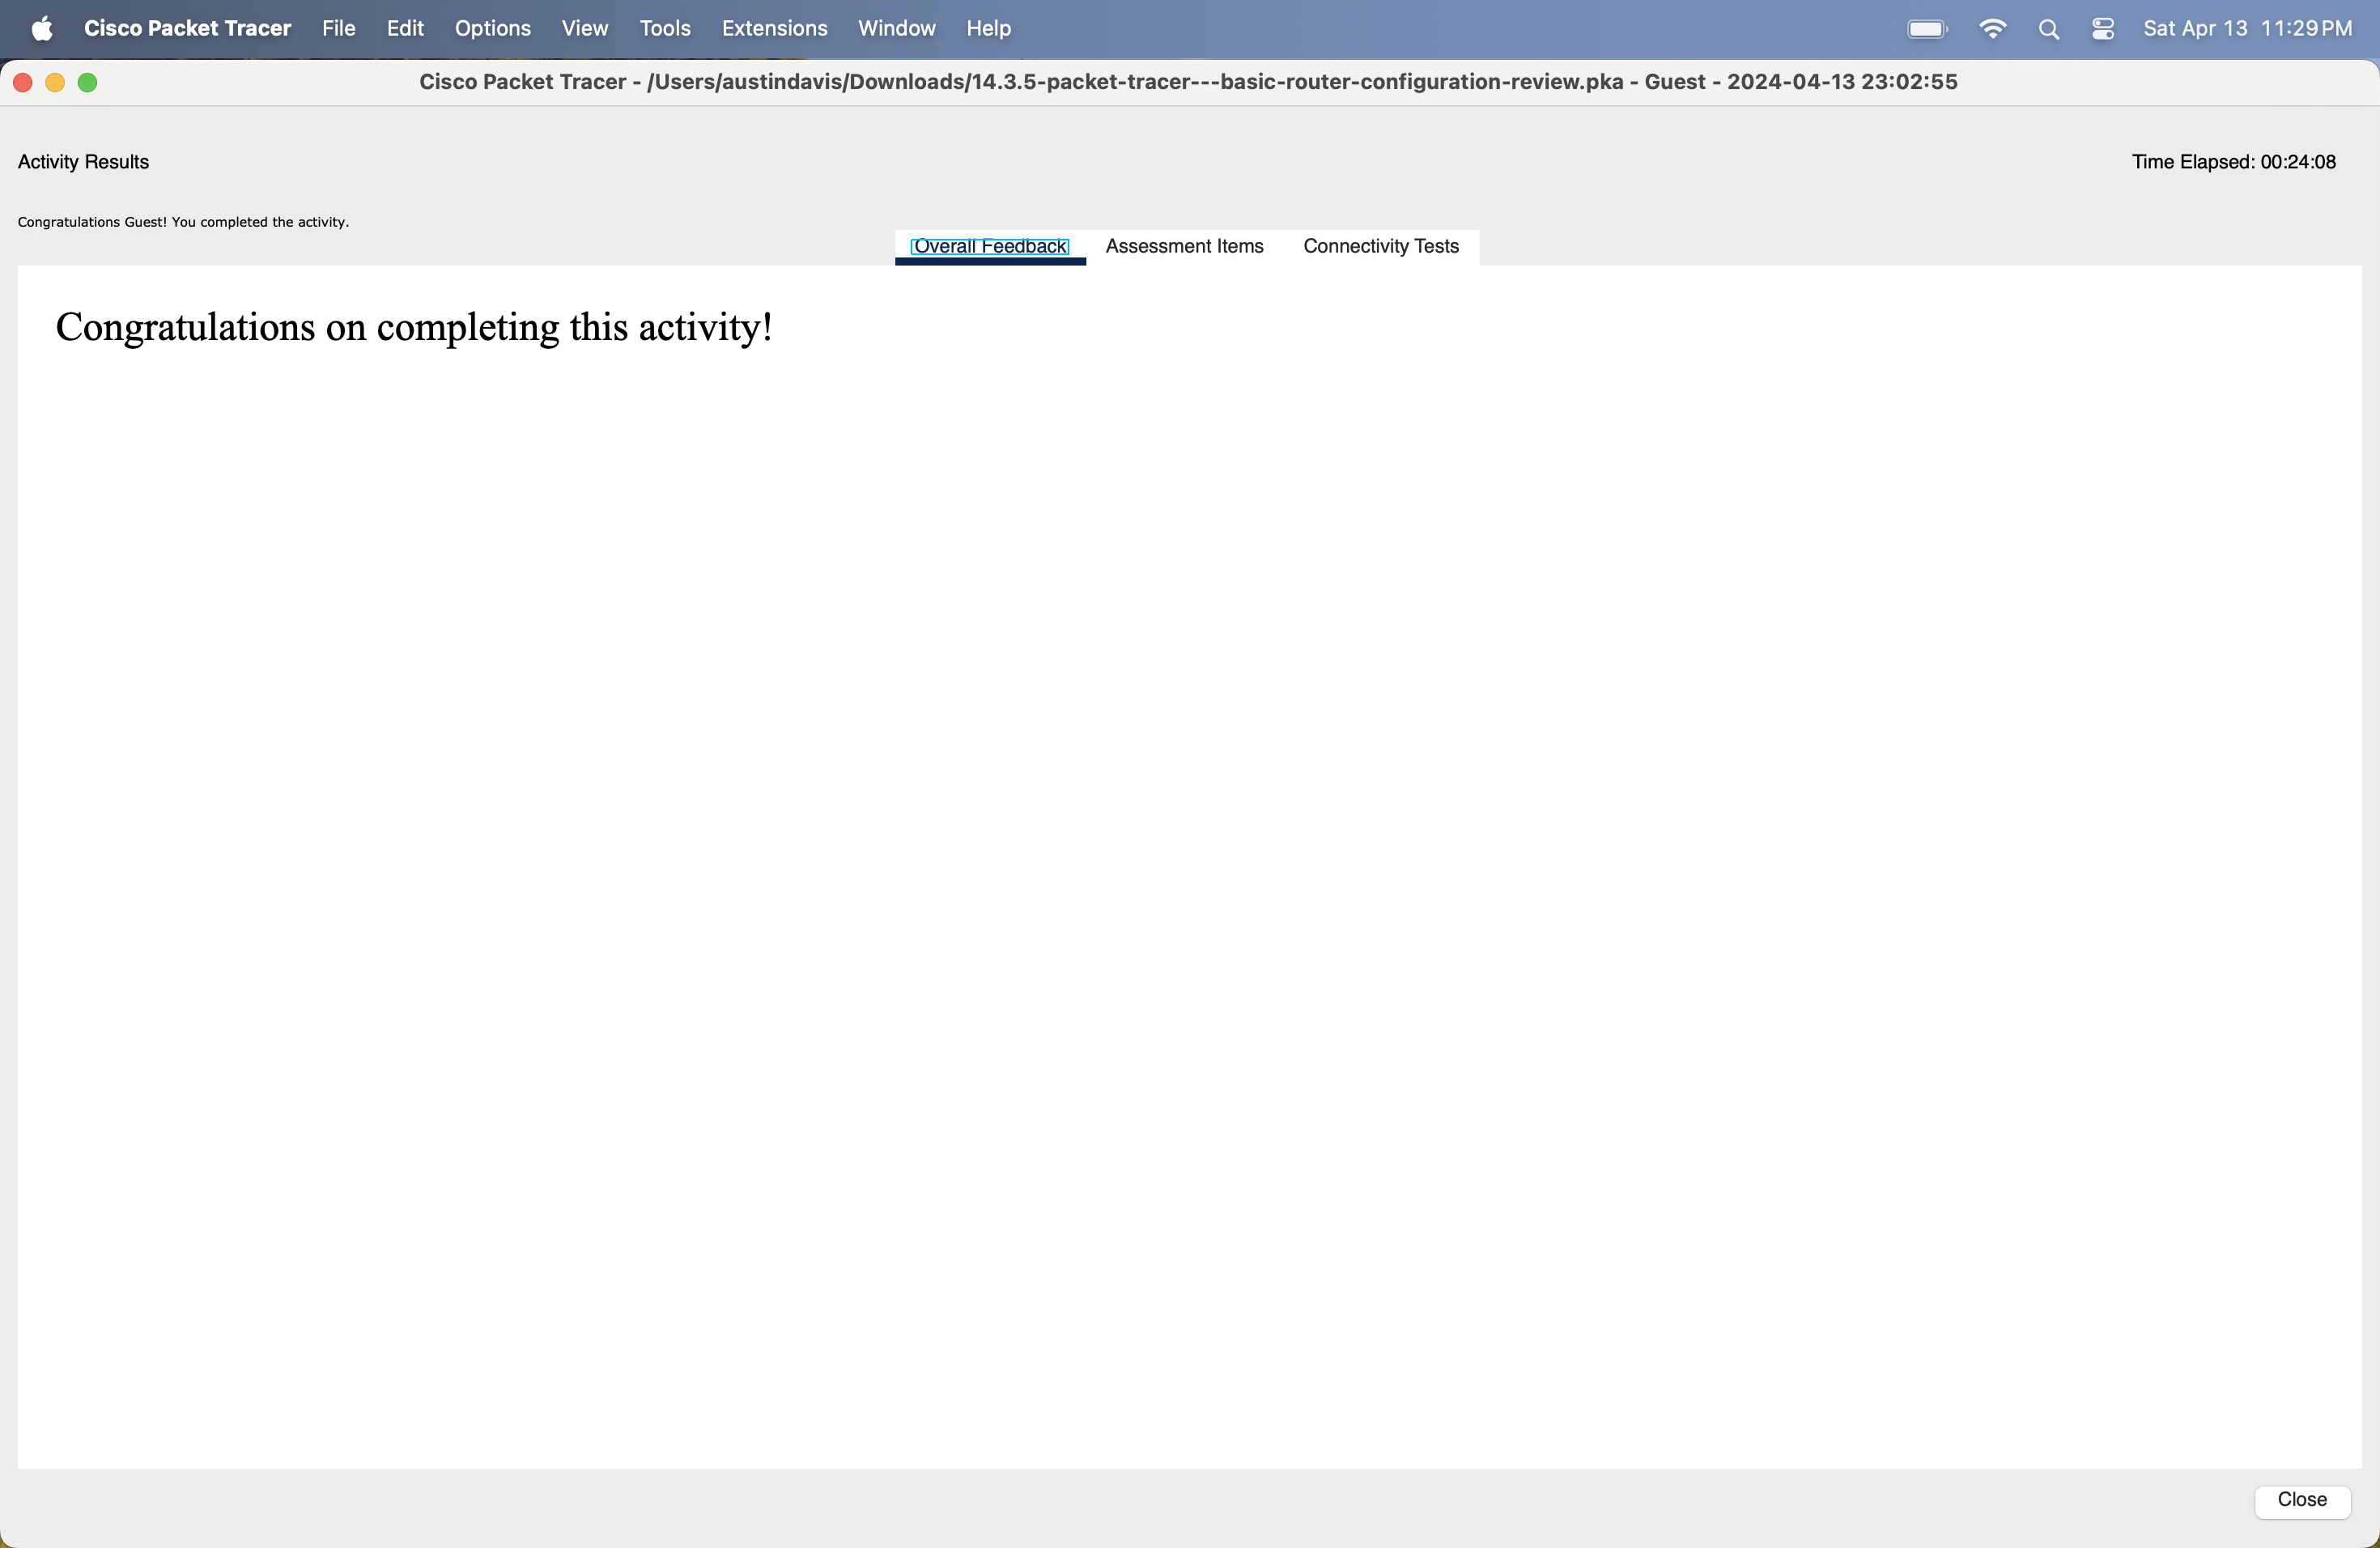 Cisco Packet Tracer File Edit Options View Tools Extensions Window Help Sat Apr 13 11:29 PM
Cisco Packet Tracer - /Users/austindavis/Downloads/14.3.5-packet-tracer---basic-router-configuration-review.pka - Guest - 2024-04-13 23:02:55
Activity Results Time Elapsed: 00:24:08
Congratulations Guest! You completed the activity.
Overall Feedback Assessment Items Connectivity Tests
Congratulations on completing this activity!
Close